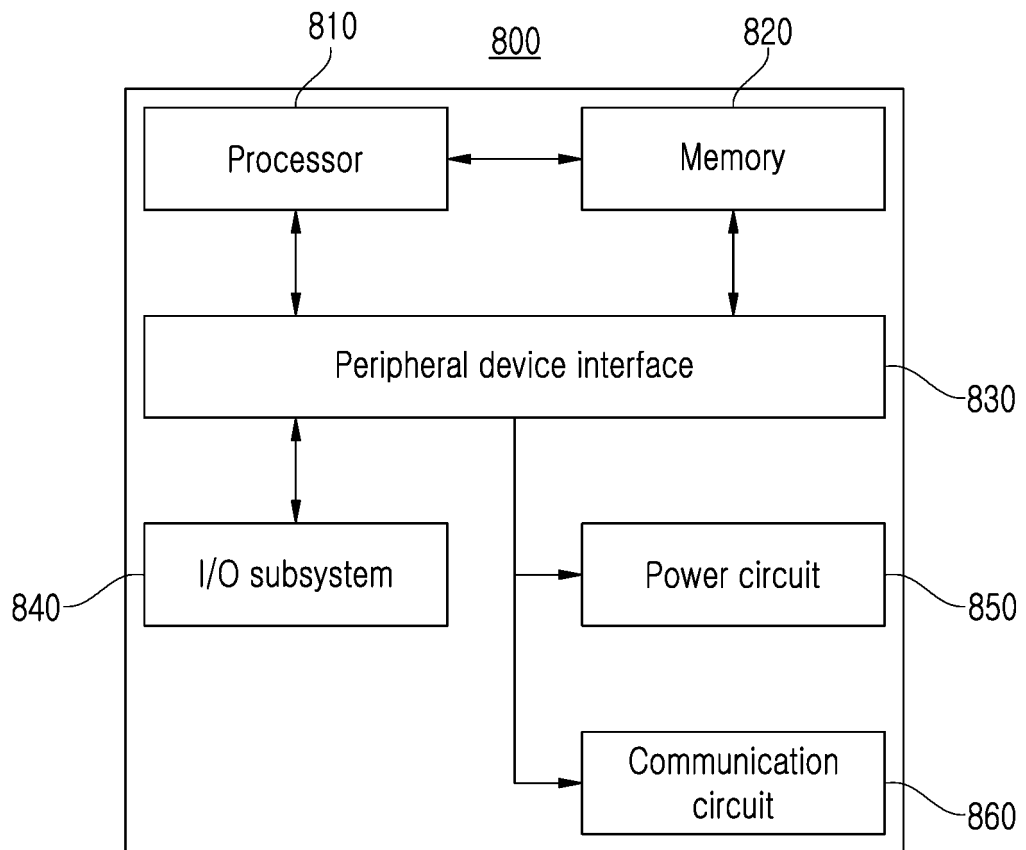 810
800
820
Processor
Memory
Peripheral device interface
830
I/O subsystem
840
Power circuit
850
Communication
circuit
860